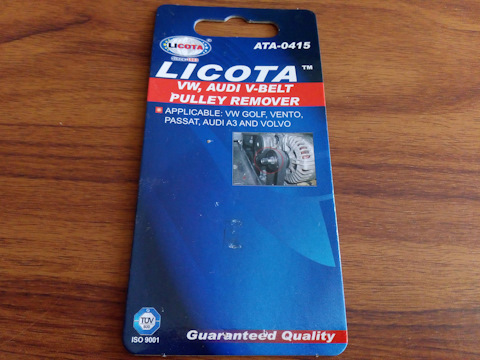 LICOTA
ATA-0415
LICOTA™
VW, AUDI V-BELT
PULLEY REMOVER
APPLICABLE: VW GOLF, VENTO,
PASSAT, AUDI A3 AND VOLVO
TÜV
ISO 9001
Guaranteed Quality